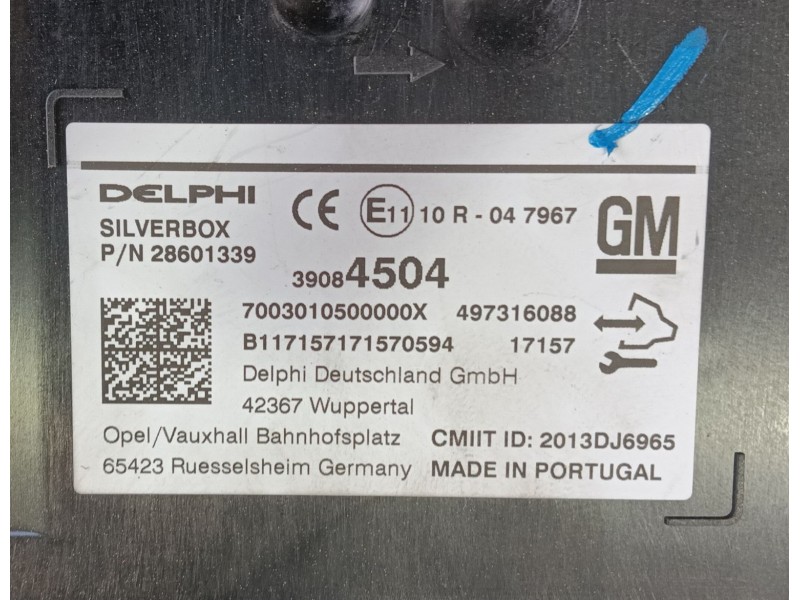 DELPHI
SILVERBOX
P/N 28601339
CE E11 10 R - 04 7967
GM
39084504
7003010500000X 497316088
B117157171570594 17157
Delphi Deutschland GmbH
42367 Wuppertal
Opel/Vauxhall Bahnhofsplatz CMIIT ID: 2013DJ6965
65423 Ruesselsheim Germany MADE IN PORTUGAL